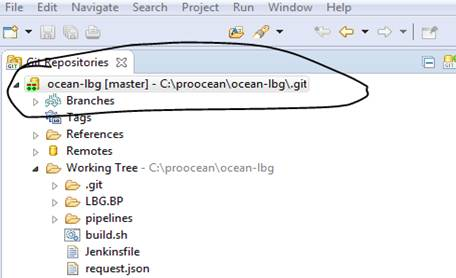 File Edit Navigate Search Project Run Window Help
Git Repositories
ocean-lbg [master] - C:\proocean\ocean-lbg\.git
Branches
Tags
References
Remotes
Working Tree - C:\proocean\ocean-lbg
.git
LBG.BP
pipelines
build.sh
Jenkinsfile
request.json